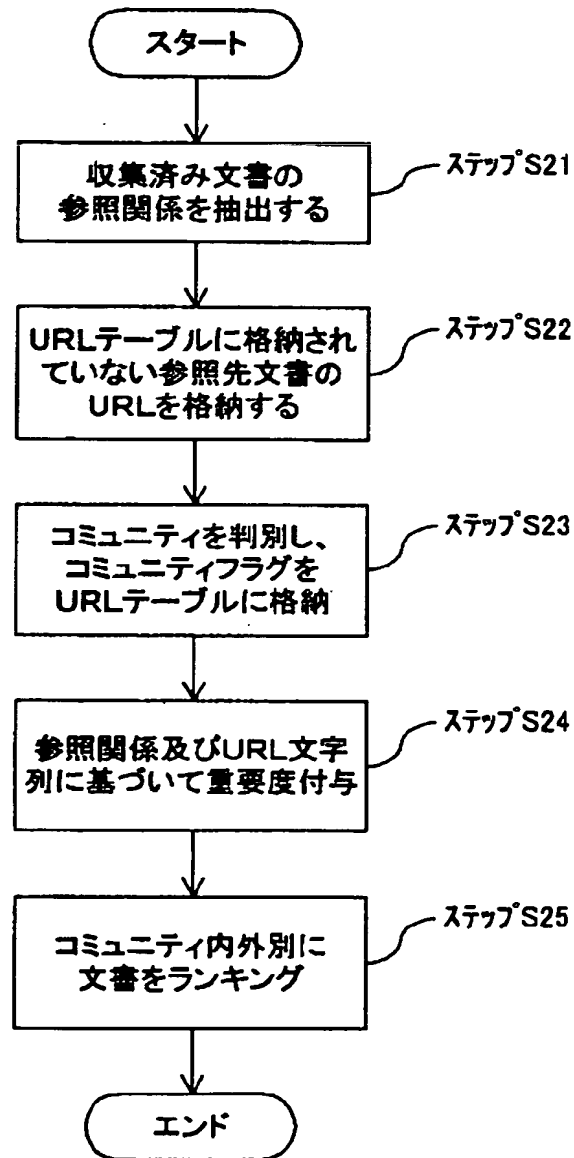 スタート
収集済み文書の
参照関係を抽出する
ステップS21
URLテーブルに格納され
ていない参照先文書の
URLを格納する
ステップS22
コミュニティを判別し、
コミュニティフラグを
URLテーブルに格納
ステップS23
参照関係及びURL文字
列に基づいて重要度付与
ステップS24
コミュニティ内外別に
文書をランキング
ステップS25
エンド